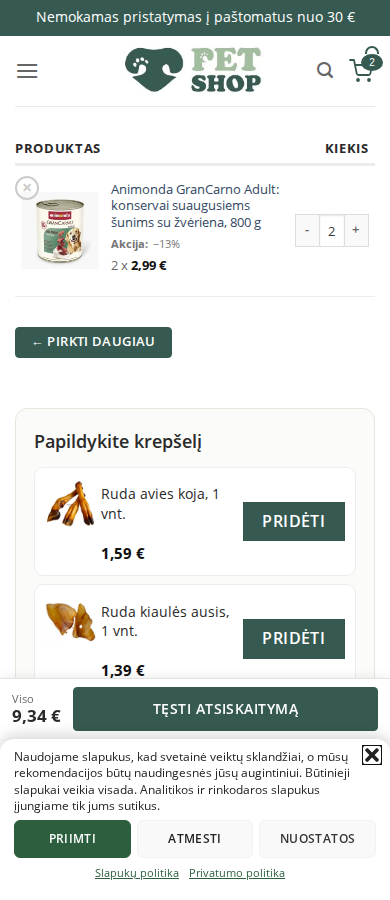 Nemokamas pristatymas į paštomatus nuo 30 €
PET
SHOP
2
PRODUCTAS KIEKIS
×
Animonda GranCarno Adult:
konservai suaugusiems
šunims su žvėriena, 800 g
Akcija: −13%
2 x 2,99 €
- 2 +
← PIRKTI DAUGIAU
Papildykite krepšelį
Ruda avies koja, 1
vnt.
1,59 €
PRIDĖTI
Ruda kiaulės ausis,
1 vnt.
1,39 €
PRIDĖTI
Viso
9,34 €
TĘSTI ATSISKAITYMĄ
Naudojame slapukus, kad svetainė veiktų sklandžiai, o mūsų
rekomendacijos būtų naudingesnės jūsų augintiniui. Būtinieji
slapukai veikia visada. Analitikos ir rinkodaros slapukus
įjungiame tik jums sutikus.
PRIIMTI ATMESTI NUOSTATOS
Slapukų politika Privatumo politika